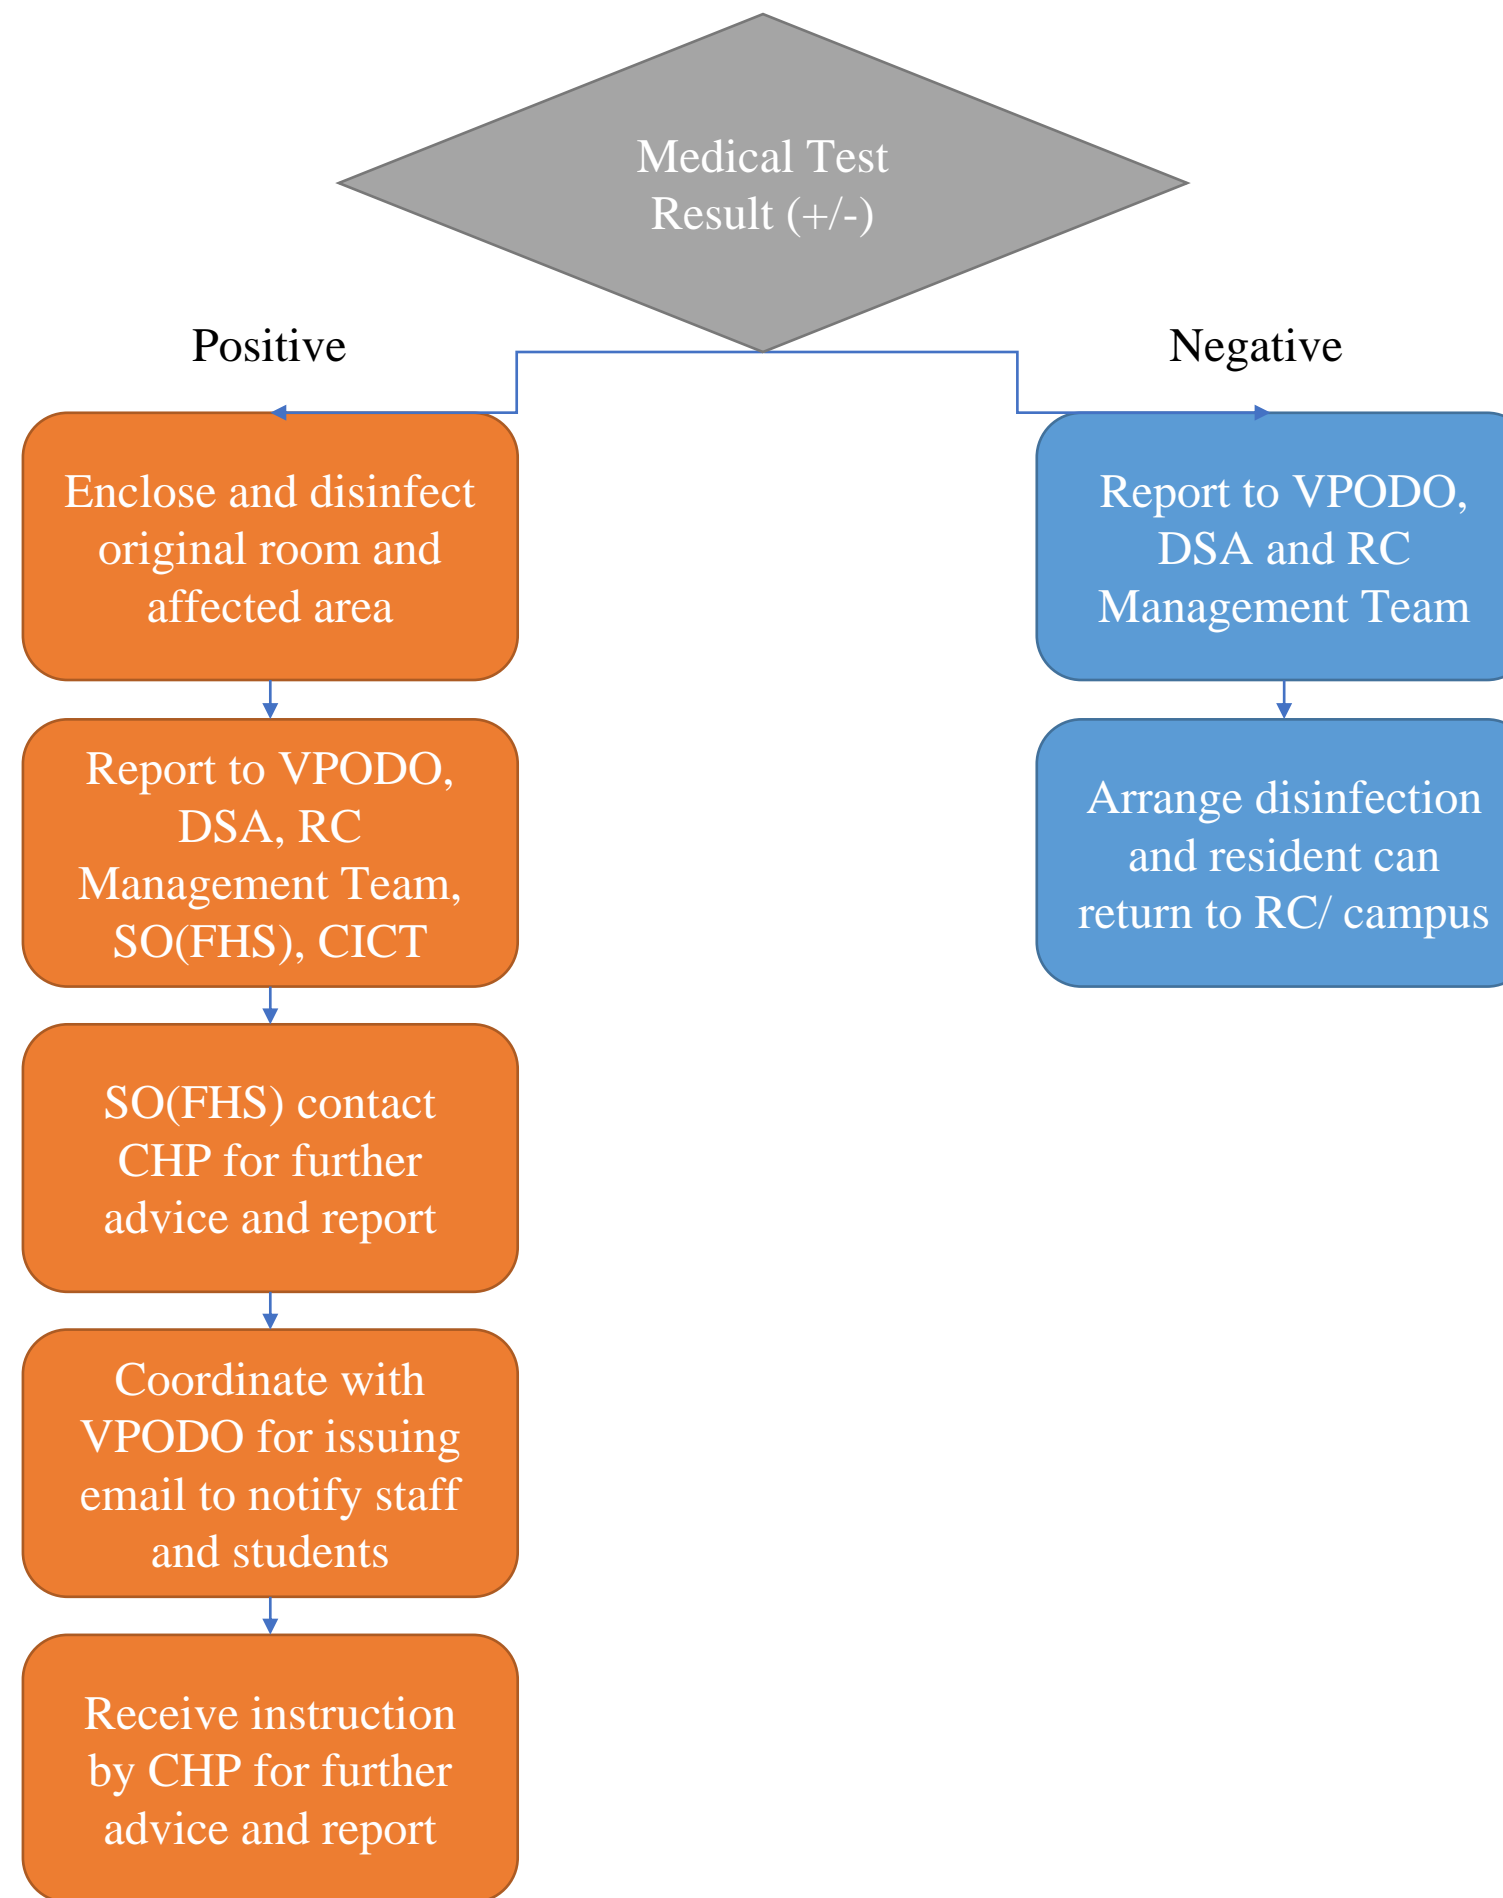 Medical Test
Result (+/-)
Positive
Negative
Enclose and disinfect
original room and
affected area
Report to VPODO,
DSA, RC
Management Team,
SO(FHS), CICT
SO(FHS) contact
CHP for further
advice and report
Coordinate with
VPODO for issuing
email to notify staff
and students
Receive instruction
by CHP for further
advice and report
Report to VPODO,
DSA and RC
Management Team
Arrange disinfection
and resident can
return to RC/ campus